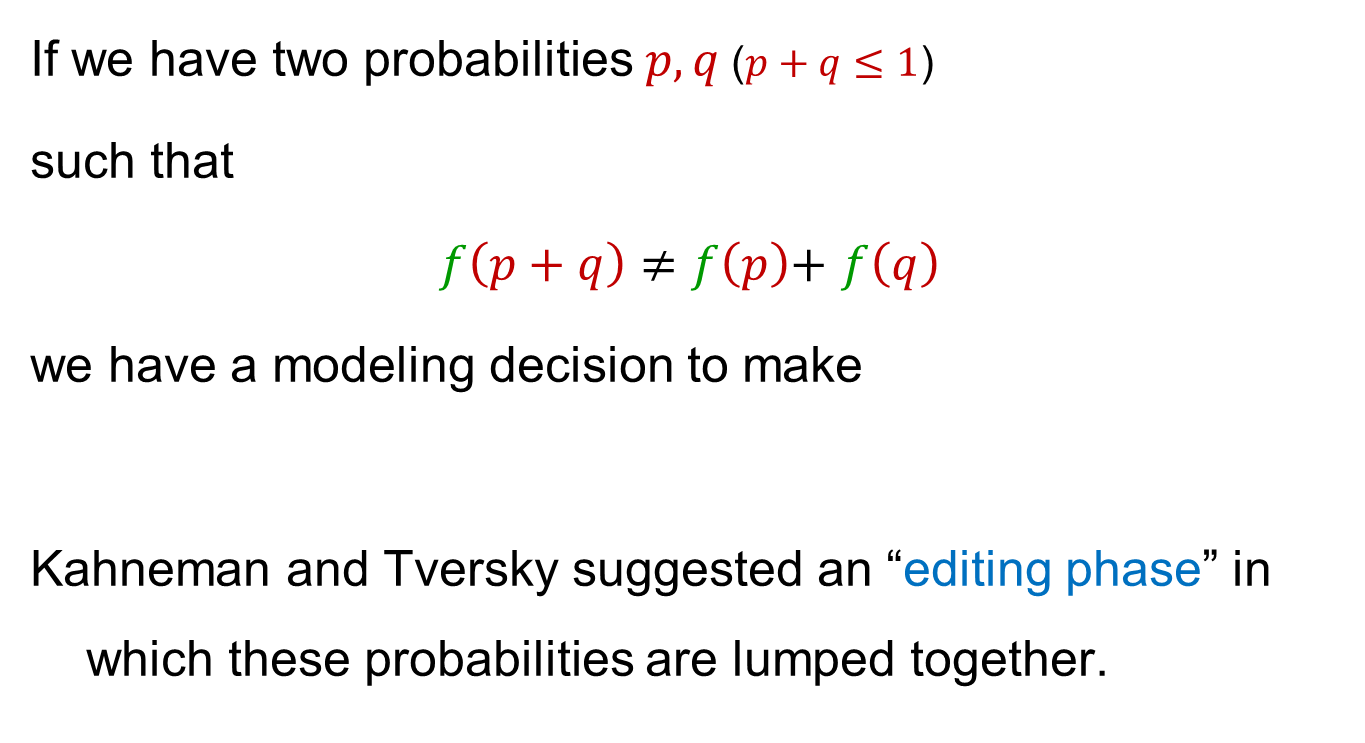 If we have two probabilities p, q (p + q ≤ 1)
such that
f(p + q) ≠ f(p)+ f(q)
we have a modeling decision to make
Kahneman and Tversky suggested an “editing phase” in
which these probabilities are lumped together.